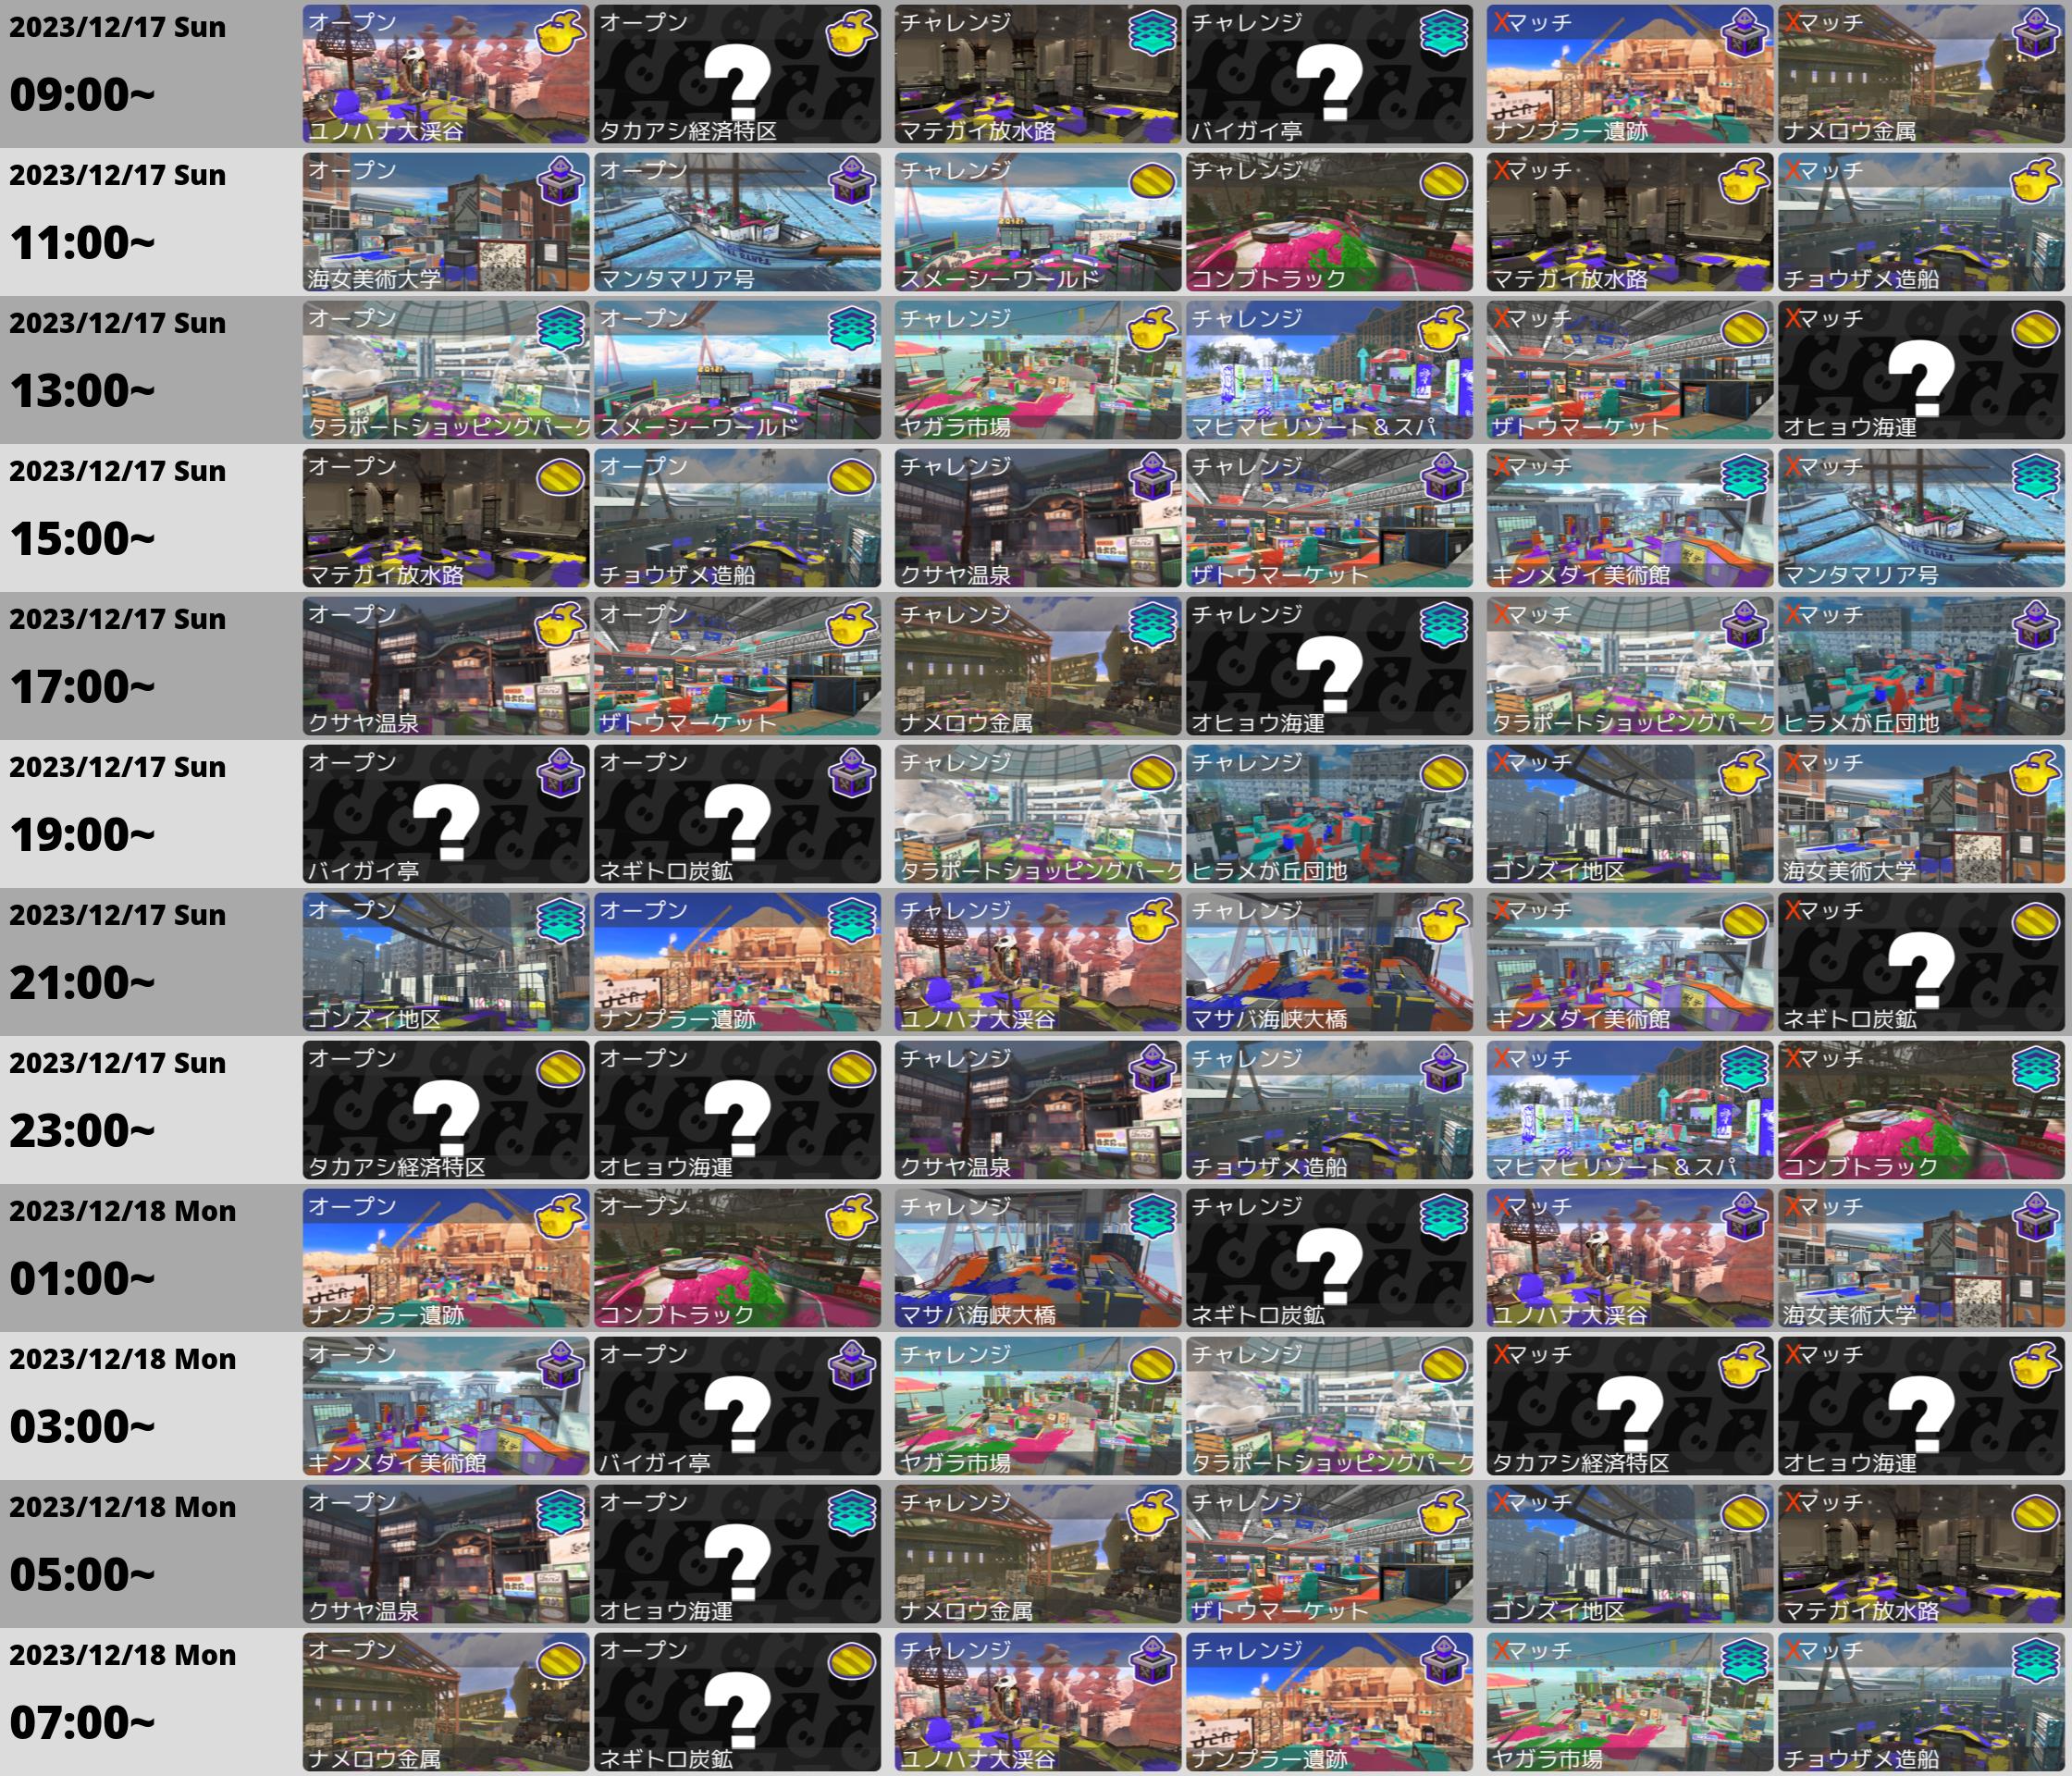 2023/12/17 Sun
09:00~
オープン
ユノハナ大渓谷
オープン
タカアシ経済特区
チャレンジ
マテガイ放水路
チャレンジ
バイガイ亭
Xマッチ
ナンプラー遺跡
Xマッチ
ナメロウ金属
2023/12/17 Sun
11:00~
オープン
海女美術大学
オープン
マンタマリア号
チャレンジ
スメーシーワールド
チャレンジ
コンブトラック
Xマッチ
マテガイ放水路
Xマッチ
チョウザメ造船
2023/12/17 Sun
13:00~
オープン
タラポートショッピングパーク
オープン
スメーシーワールド
チャレンジ
ヤガラ市場
チャレンジ
マヒマヒリゾート＆スパ
Xマッチ
ザトウマーケット
Xマッチ
オヒョウ海運
2023/12/17 Sun
15:00~
オープン
マテガイ放水路
オープン
チョウザメ造船
チャレンジ
クサヤ温泉
チャレンジ
ザトウマーケット
Xマッチ
キンメダイ美術館
Xマッチ
マンタマリア号
2023/12/17 Sun
17:00~
オープン
クサヤ温泉
オープン
ザトウマーケット
チャレンジ
ナメロウ金属
チャレンジ
オヒョウ海運
Xマッチ
タラポートショッピングパーク
Xマッチ
ヒラメが丘団地
2023/12/17 Sun
19:00~
オープン
バイガイ亭
オープン
ネギトロ炭鉱
チャレンジ
タラポートショッピングパーク
チャレンジ
ヒラメが丘団地
Xマッチ
ゴンズイ地区
Xマッチ
海女美術大学
2023/12/17 Sun
21:00~
オープン
ゴンズイ地区
オープン
ナンプラー遺跡
チャレンジ
ユノハナ大渓谷
チャレンジ
マサバ海峡大橋
Xマッチ
キンメダイ美術館
Xマッチ
ネギトロ炭鉱
2023/12/17 Sun
23:00~
オープン
タカアシ経済特区
オープン
オヒョウ海運
チャレンジ
クサヤ温泉
チャレンジ
チョウザメ造船
Xマッチ
マヒマヒリゾート＆スパ
Xマッチ
コンブトラック
2023/12/18 Mon
01:00~
オープン
ナンプラー遺跡
オープン
コンブトラック
チャレンジ
マサバ海峡大橋
チャレンジ
ネギトロ炭鉱
Xマッチ
ユノハナ大渓谷
Xマッチ
海女美術大学
2023/12/18 Mon
03:00~
オープン
キンメダイ美術館
オープン
バイガイ亭
チャレンジ
ヤガラ市場
チャレンジ
タラポートショッピングパーク
Xマッチ
タカアシ経済特区
Xマッチ
オヒョウ海運
2023/12/18 Mon
05:00~
オープン
クサヤ温泉
オープン
オヒョウ海運
チャレンジ
ナメロウ金属
チャレンジ
ザトウマーケット
Xマッチ
ゴンズイ地区
Xマッチ
マテガイ放水路
2023/12/18 Mon
07:00~
オープン
ナメロウ金属
オープン
ネギトロ炭鉱
チャレンジ
ユノハナ大渓谷
チャレンジ
ナンプラー遺跡
Xマッチ
ヤガラ市場
Xマッチ
チョウザメ造船